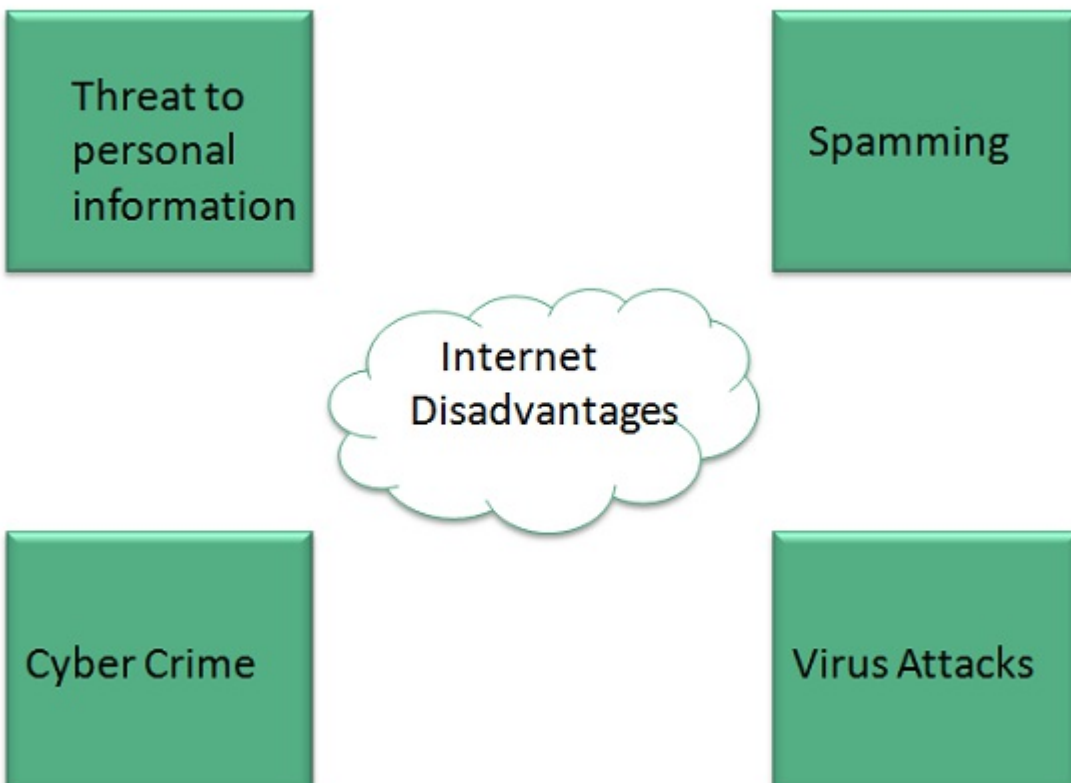 Threat to
personal
information
Spamming
Internet
Disadvantages
Cyber Crime
Virus Attacks